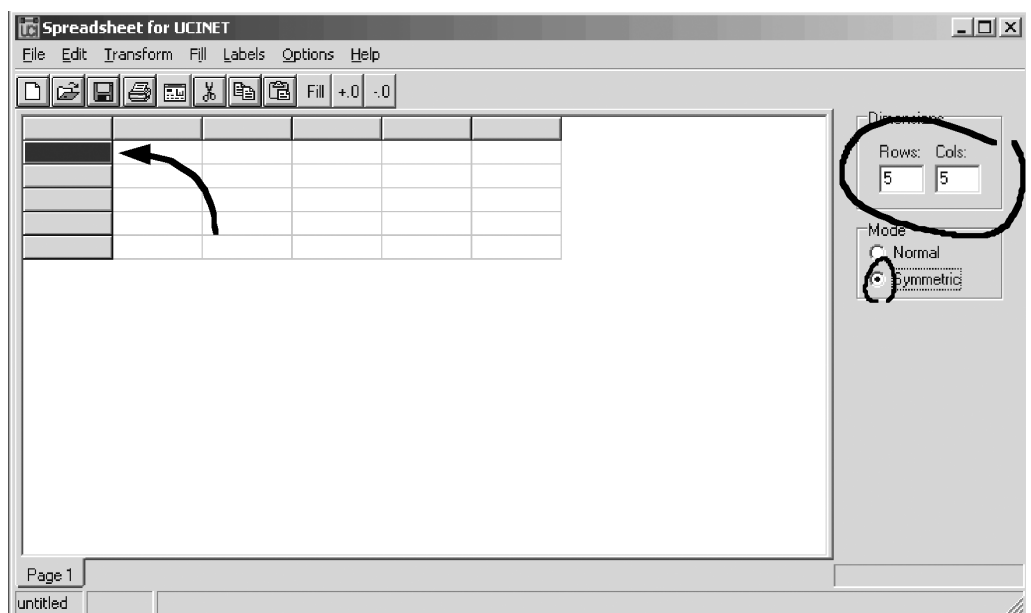 Spreadsheet for UCINET
File Edit Transform Fill Labels Options Help
Fill +.0 -.0
Dimensions
Rows: Cols:
5 5
Mode
Normal
Symmetric
Page 1
untitled